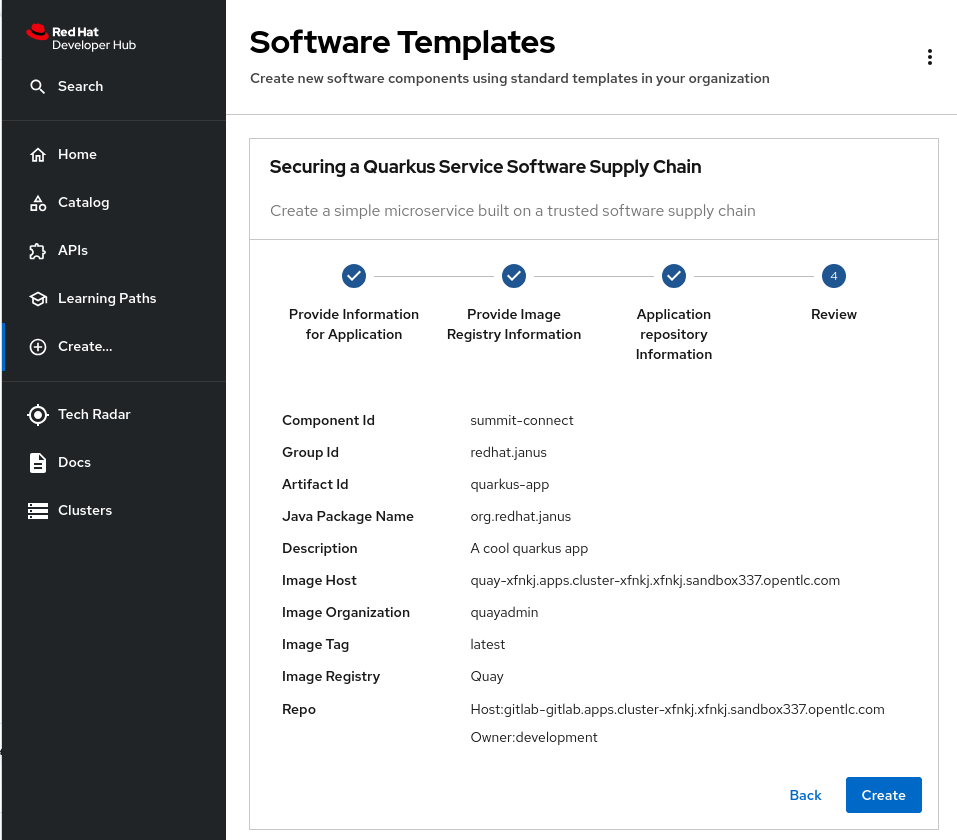 Red Hat
Developer Hub
Search
Home
Catalog
APIs
Learning Paths
Create...
Tech Radar
Docs
Clusters
Software Templates
Create new software components using standard templates in your organization
Securing a Quarkus Service Software Supply Chain
Create a simple microservice built on a trusted software supply chain
Provide Information
for Application
Provide Image
Registry Information
Application
repository
Information
4
Review
Component Id summit-connect
Group Id redhat.janus
Artifact Id quarkus-app
Java Package Name org.redhat.janus
Description A cool quarkus app
Image Host quay-xfnkj.apps.cluster-xfnkj.xfnkj.sandbox337.opentlc.com
Image Organization quayadmin
Image Tag latest
Image Registry Quay
Repo Host:gitlab-gitlab.apps.cluster-xfnkj.xfnkj.sandbox337.opentlc.com
Owner:development
Back Create